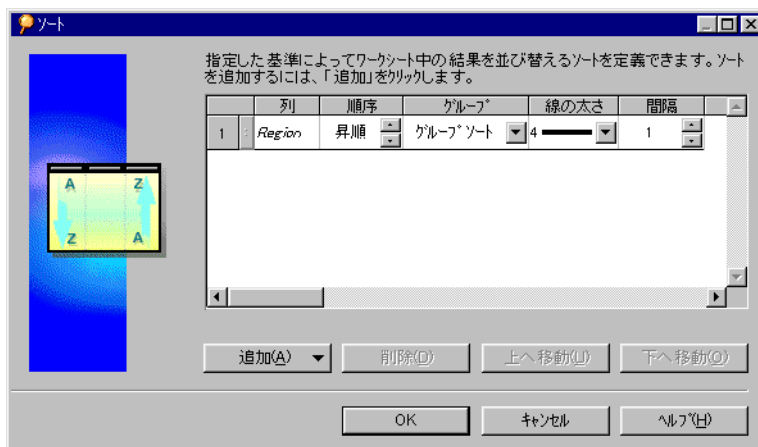 ソート
指定した基準によってワークシート中の結果を並び替えるソートを定義できます。ソート
を追加するには、「追加」をクリックします。
列 順序 グループ 線の太さ 間隔
1 Region 昇順 グループソート 4 1
A Z
Z A
追加(A) 削除(D) 上へ移動(U) 下へ移動(O)
OK キャンセル ヘルプ(H)